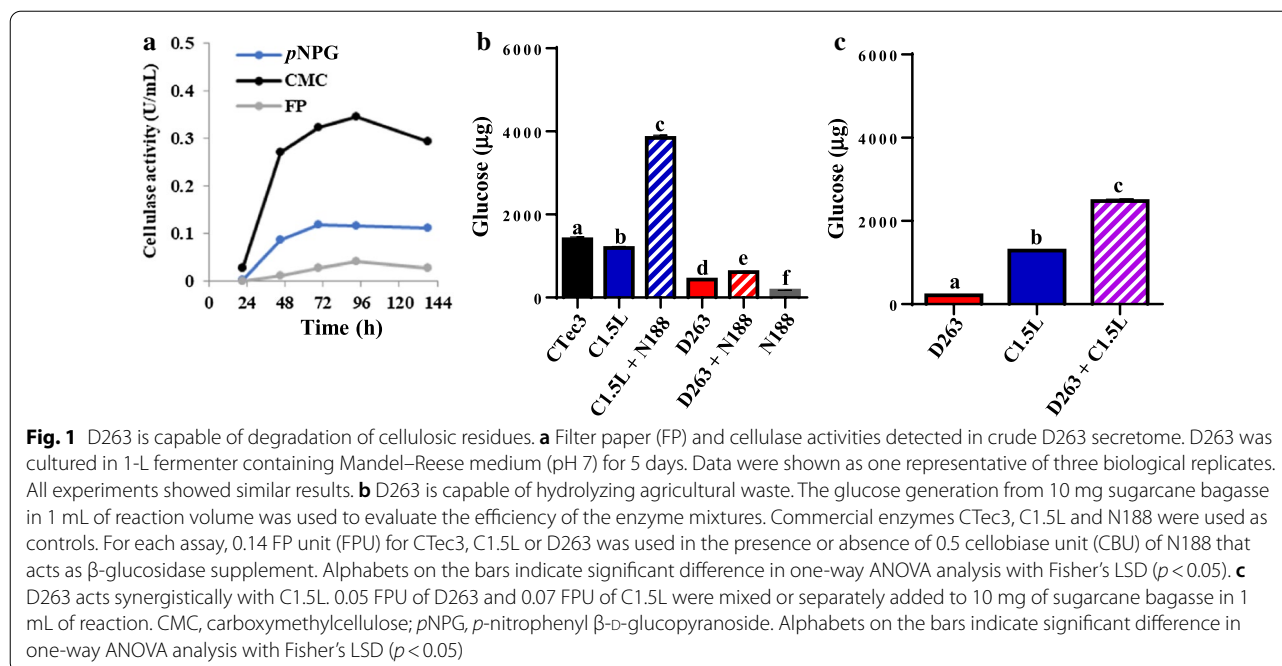 a
0.5
0.4
0.3
0.2
0.1
0
Cellulase activity (U/mL)
pNPG
CMC
FP
0 24 48 72 96 120 144
Time (h)
b
6000
4000
2000
0
Glucose (µg)
a b c d e f
CTec3
C1.5L
C1.5L + N188
D263
D263 + N188
N188
c
6000
4000
2000
0
Glucose (µg)
a b c
D263
C1.5L
D263 + C1.5L
Fig. 1 D263 is capable of degradation of cellulosic residues. a Filter paper (FP) and cellulase activities detected in crude D263 secretome. D263 was
cultured in 1-L fermenter containing Mandel–Reese medium (pH 7) for 5 days. Data were shown as one representative of three biological replicates.
All experiments showed similar results. b D263 is capable of hydrolyzing agricultural waste. The glucose generation from 10 mg sugarcane bagasse
in 1 mL of reaction volume was used to evaluate the efficiency of the enzyme mixtures. Commercial enzymes CTec3, C1.5L and N188 were used as
controls. For each assay, 0.14 FP unit (FPU) for CTec3, C1.5L or D263 was used in the presence or absence of 0.5 cellobiase unit (CBU) of N188 that
acts as β-glucosidase supplement. Alphabets on the bars indicate significant difference in one-way ANOVA analysis with Fisher's LSD (p < 0.05). c
D263 acts synergistically with C1.5L. 0.05 FPU of D263 and 0.07 FPU of C1.5L were mixed or separately added to 10 mg of sugarcane bagasse in 1
mL of reaction. CMC, carboxymethylcellulose; pNPG, p-nitrophenyl β-D-glucopyranoside. Alphabets on the bars indicate significant difference in
one-way ANOVA analysis with Fisher's LSD (p < 0.05)